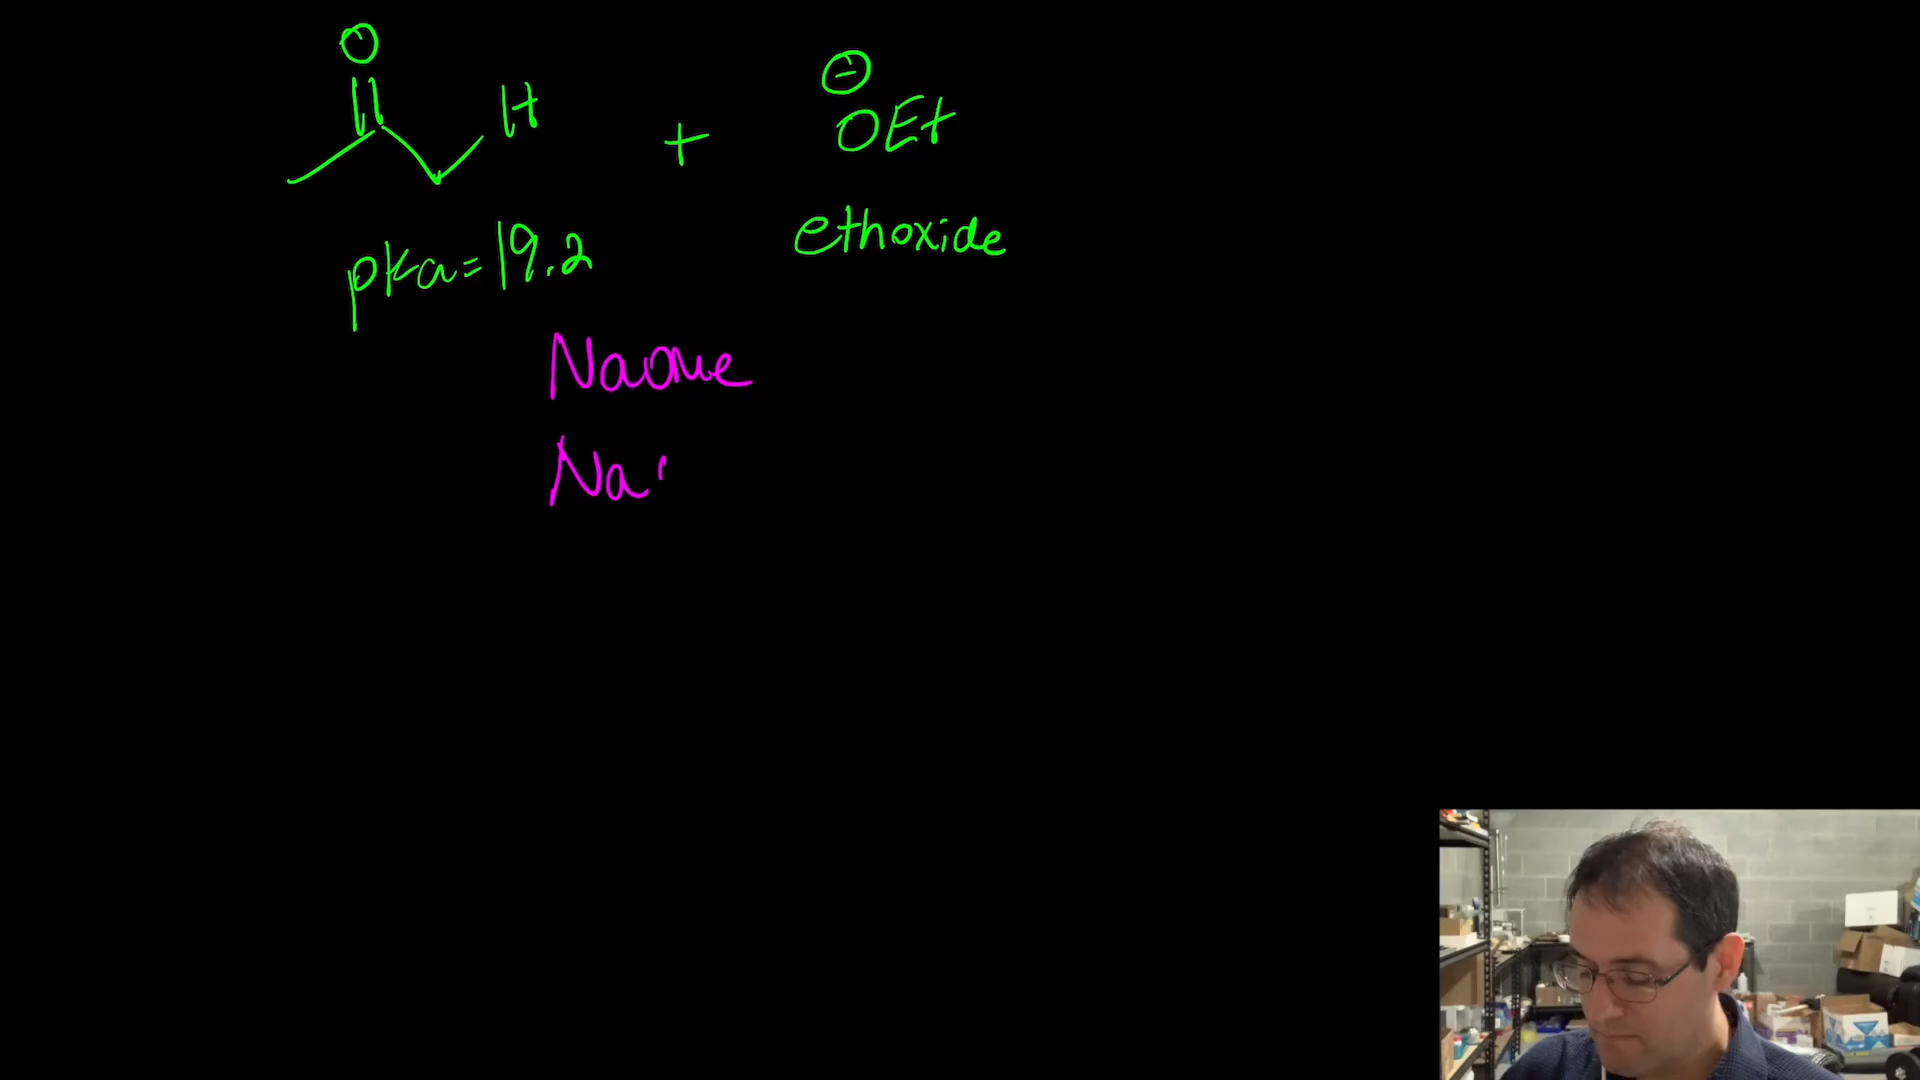 O
H
+
⊖
OEt
pKa=19.2
ethoxide
NaOMe
Na